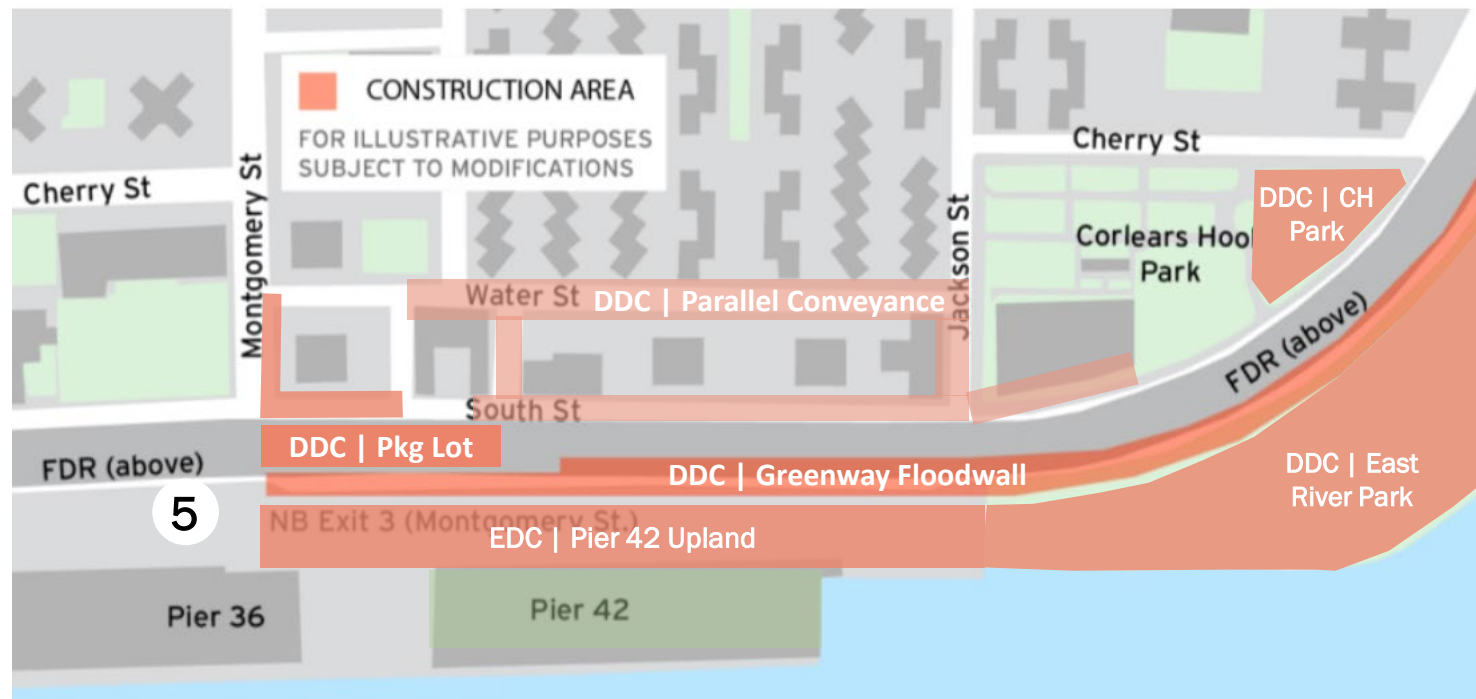 CONSTRUCTION AREA
FOR ILLUSTRATIVE PURPOSES
SUBJECT TO MODIFICATIONS
Cherry St
Cherry St
Montgomery St
Jackson St
DDC | CH
Park
Corlears Hoo
Park
Water St
DDC | Parallel Conveyance
FDR (above)
South St
DDC | Pkg Lot
FDR (above)
DDC | Greenway Floodwall
DDC | East
River Park
5
NB Exit 3 (Montgomery St.)
EDC | Pier 42 Upland
Pier 36
Pier 42